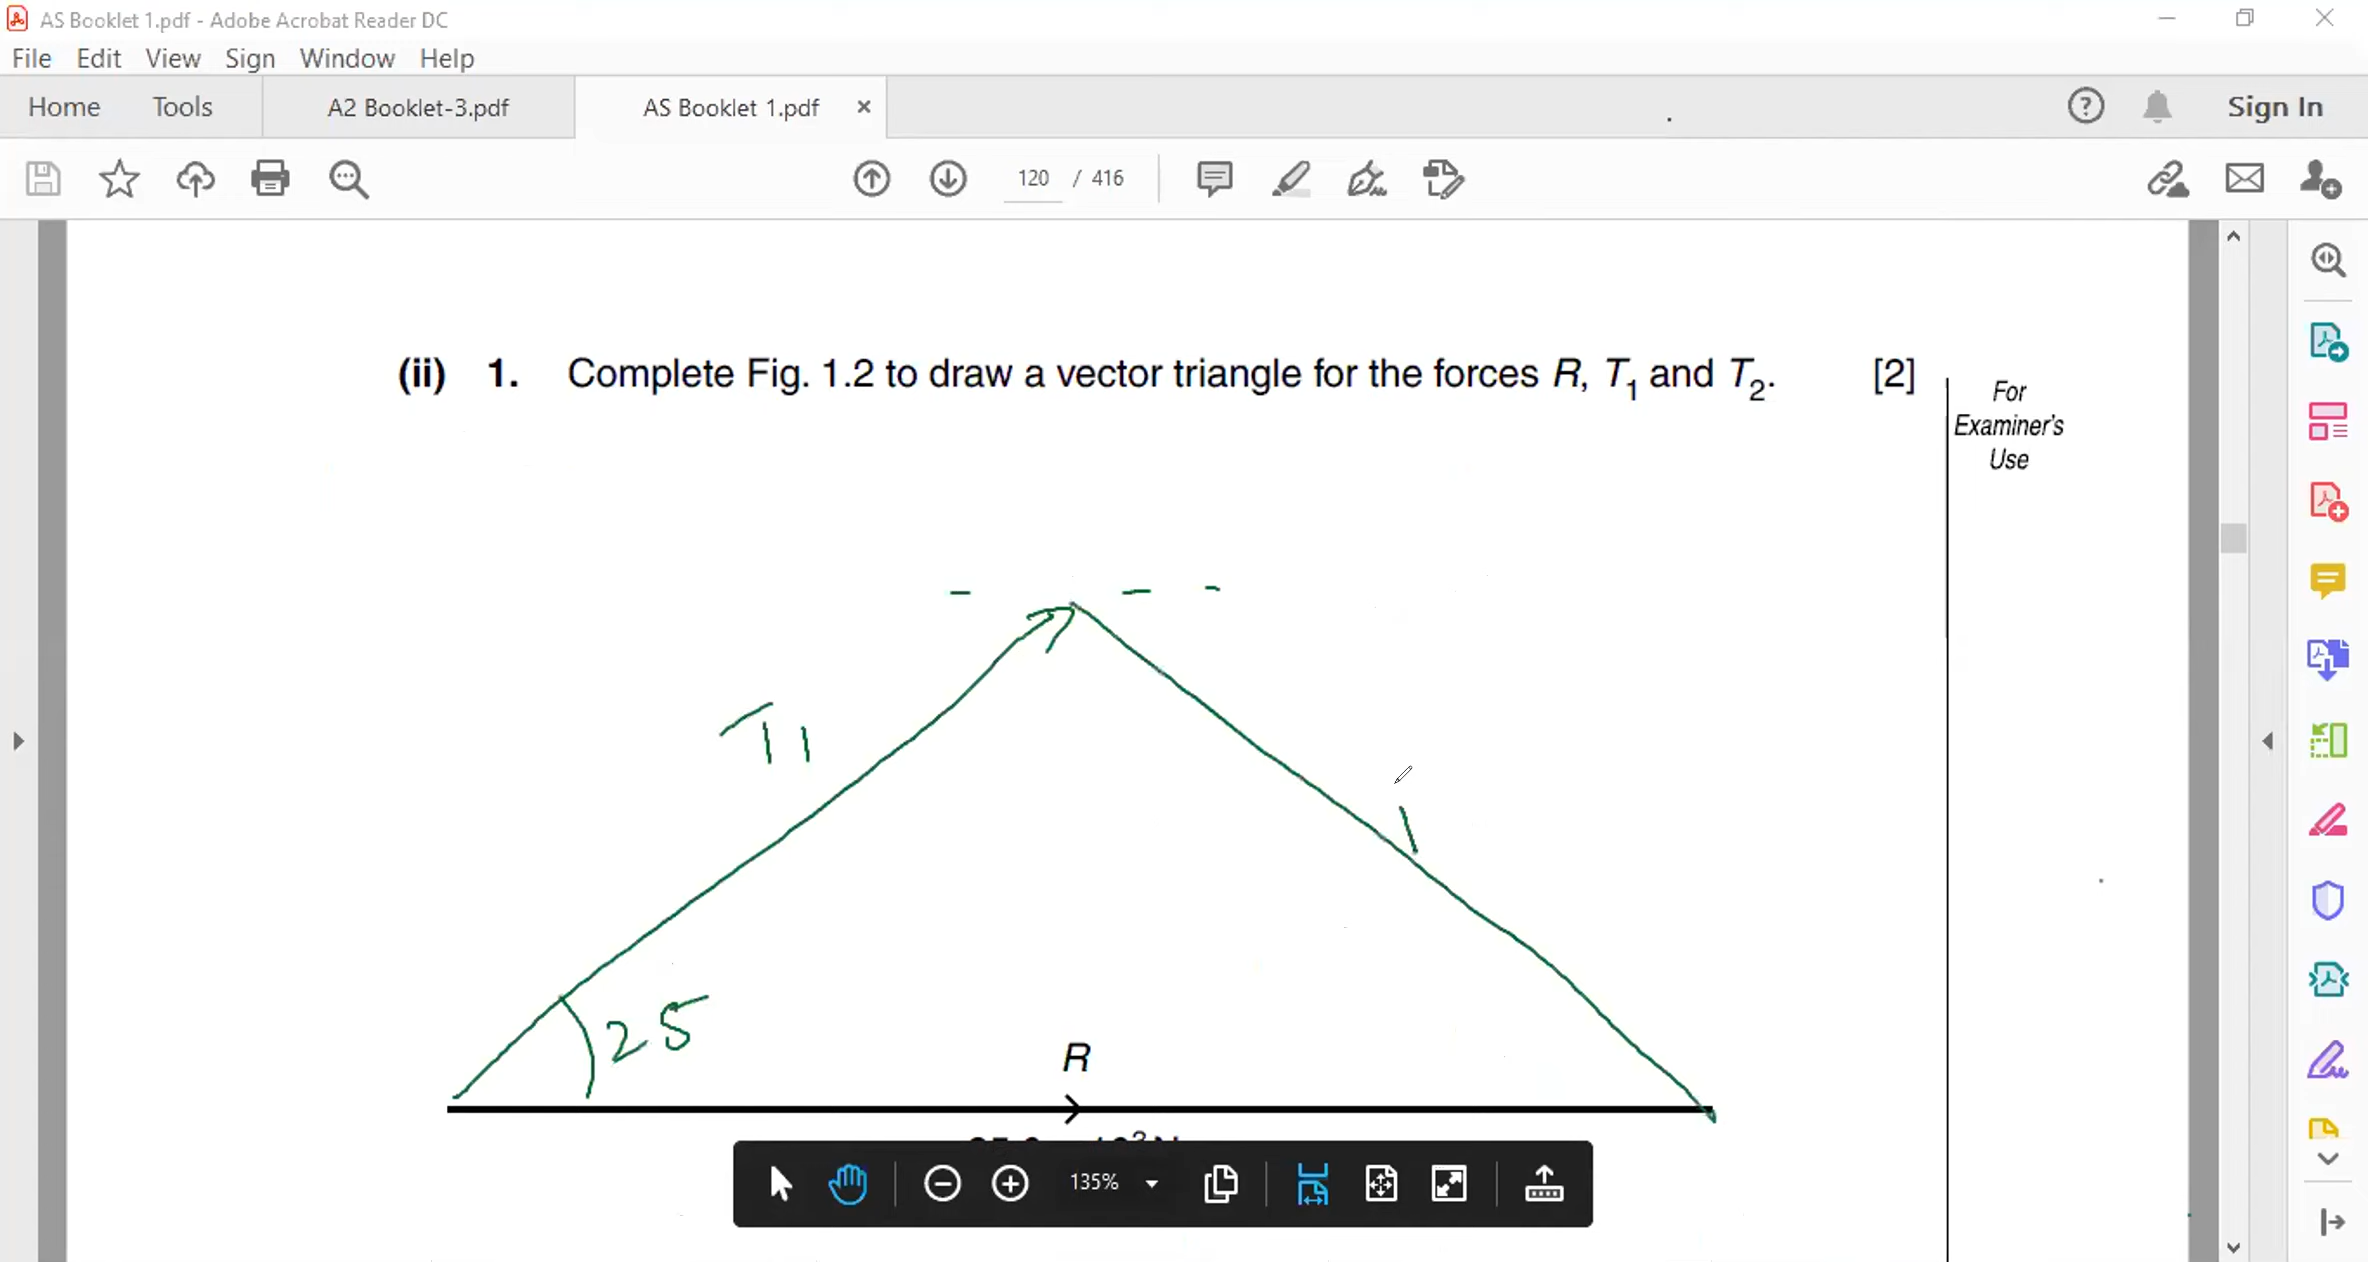 AS Booklet 1.pdf - Adobe Acrobat Reader DC
File Edit View Sign Window Help
Home Tools A2 Booklet-3.pdf AS Booklet 1.pdf Sign In
120 / 416
(ii) 1. Complete Fig. 1.2 to draw a vector triangle for the forces R, T1 and T2. [2]
For
Examiner's
Use
T1
25
R
135%